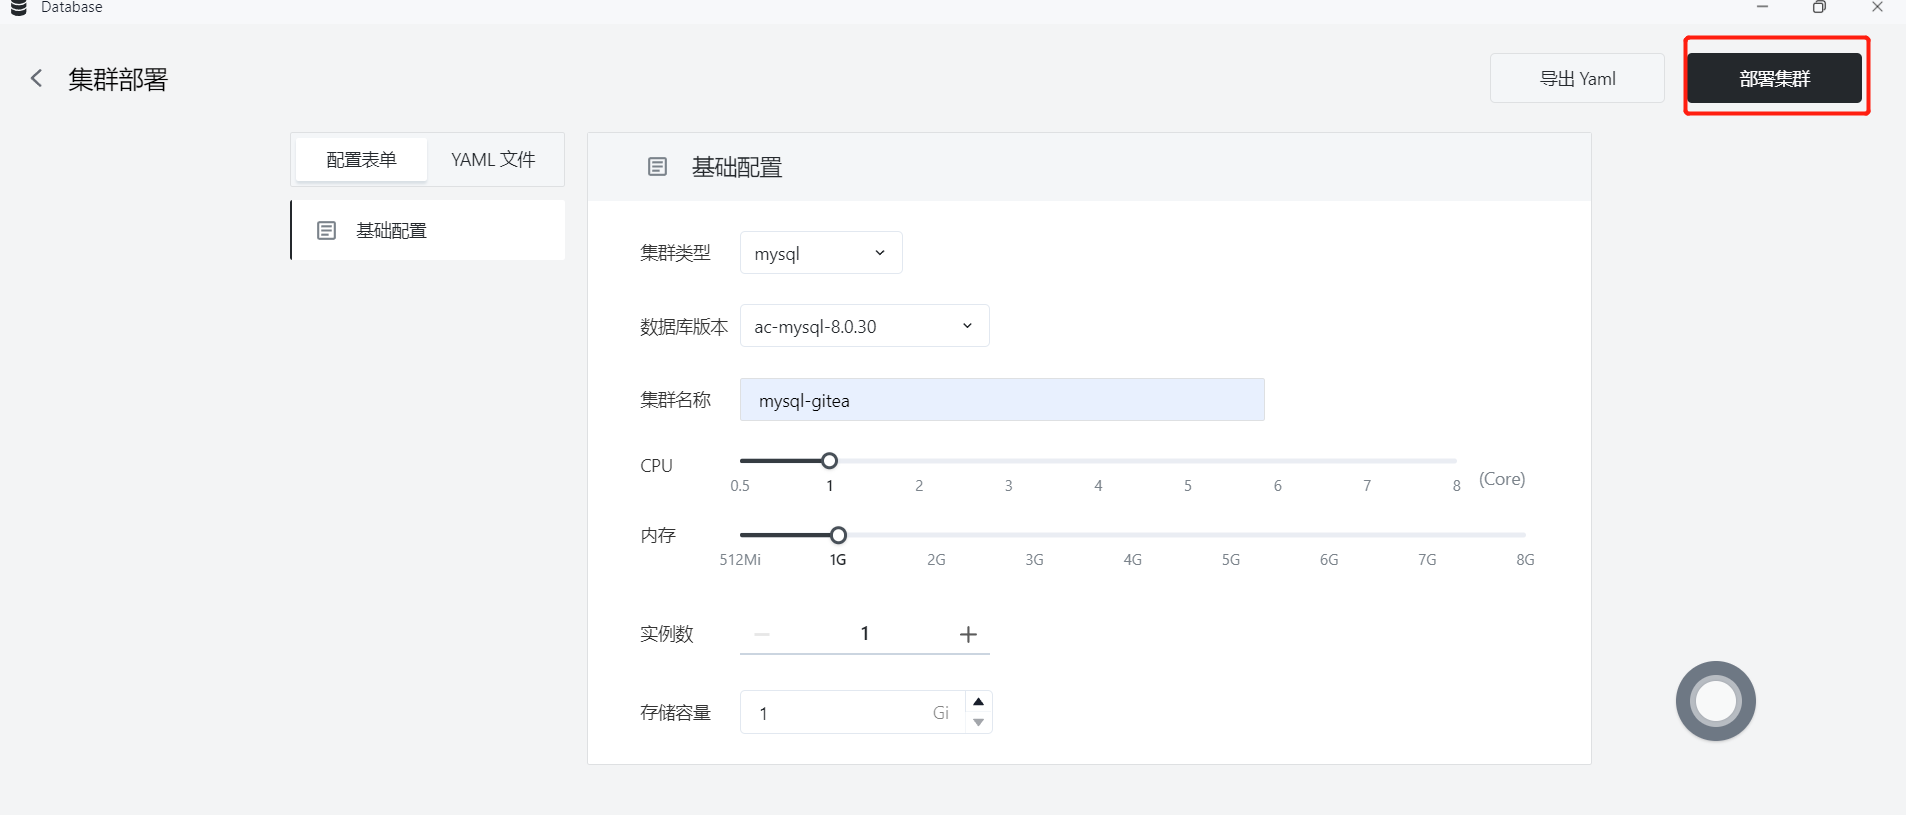 Database
集群部署
导出 Yaml
部署集群
配置表单
YAML 文件
基础配置
基础配置
集群类型
mysql
数据库版本
ac-mysql-8.0.30
集群名称
mysql-gitea
CPU
0.5 1 2 3 4 5 6 7 8
(Core)
内存
512Mi 1G 2G 3G 4G 5G 6G 7G 8G
实例数
1
存储容量
1
Gi